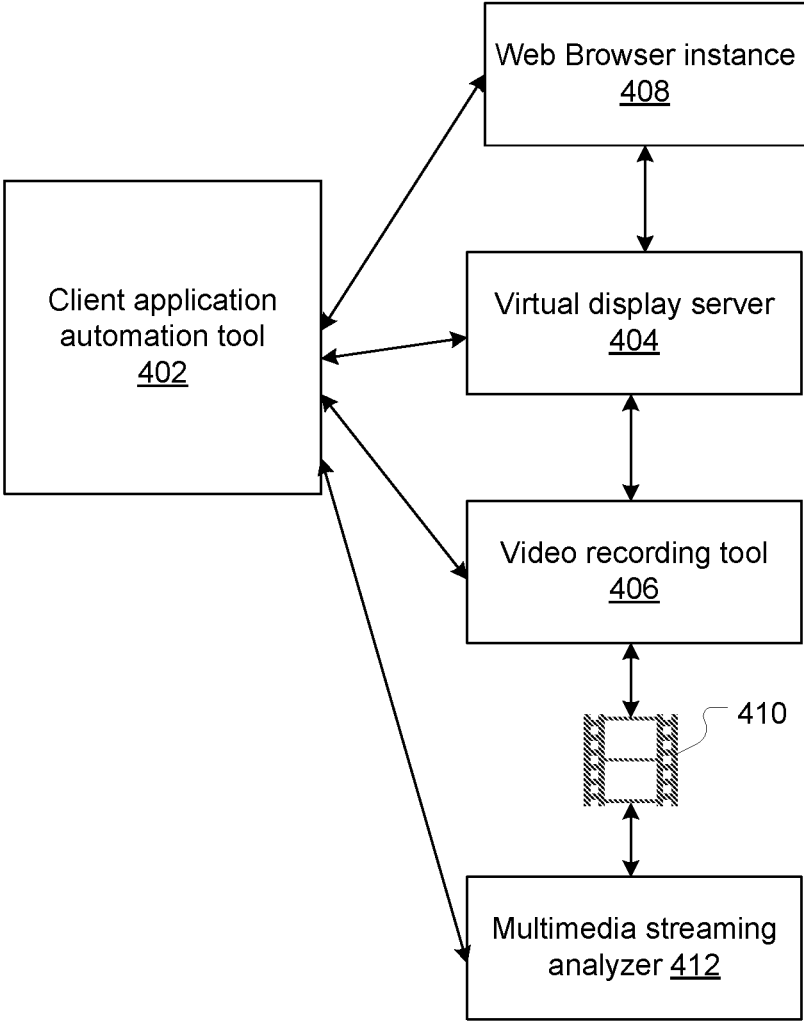 Web Browser instance
408
Client application
automation tool
402
Virtual display server
404
Video recording tool
406
410
Multimedia streaming
analyzer 412